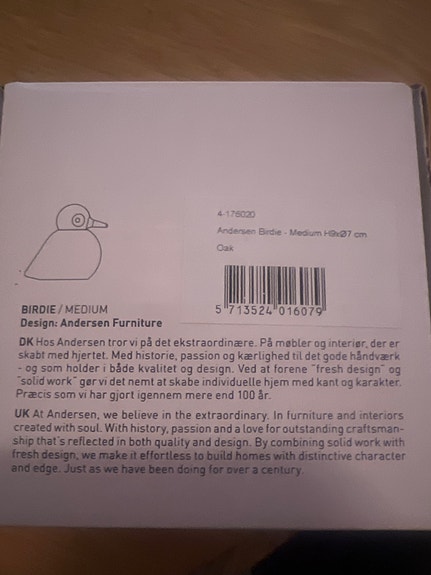 4-176020
Andersen Birdie - Medium H9xØ7 cm
Oak
5 713524 016079
BIRDIE / MEDIUM
Design: Andersen Furniture
DK Hos Andersen tror vi på det ekstraordinære. På møbler og interiør, der er
skabt med hjertet. Med historie, passion og kærlighed til det gode håndværk
- og som holder i både kvalitet og design. Ved at forene "fresh design" og
"solid work" gør vi det nemt at skabe individuelle hjem med kant og karakter.
Præcis som vi har gjort igennem mere end 100 år.
UK At Andersen, we believe in the extraordinary. In furniture and interiors
created with soul. With history, passion and a love for outstanding craftsman-
ship that's reflected in both quality and design. By combining solid work with
fresh design, we make it effortless to build homes with distinctive character
and edge. Just as we have been doing for over a century.